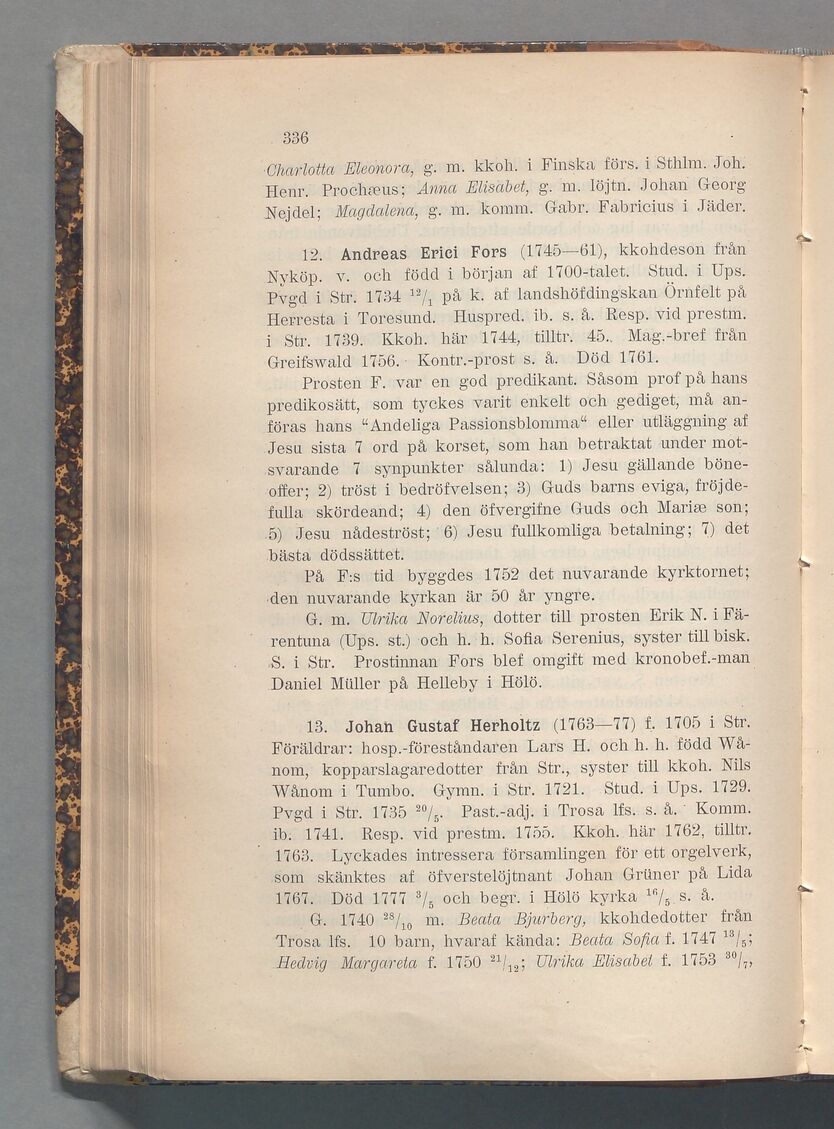 336
Charlotta Eleonora, g. m. kkoh. i Finska förs. i Sthlm. Joh.
Henr. Prochæus; Anna Elisabet, g. m. löjtn. Johan Georg
Nejdel; Magdalena, g. m. komm. Gabr. Fabricius i Jäder.
12. Andreas Erici Fors (1745—61), kkohdeson från
Nyköp. v. och född i början af 1700-talet. Stud. i Ups.
Pvgd i Str. 1734 ¹²/₁ på k. af landshöfdingskan Örnfelt på
Herresta i Toresund. Huspred. ib. s. å. Resp. vid prestm.
i Str. 1739. Kkoh. här 1744, tilltr. 45.. Mag.-bref från
Greifswald 1756. Kontr.-prost s. å. Död 1761.
Prosten F. var en god predikant. Såsom prof på hans
predikosätt, som tyckes varit enkelt och gediget, må an-
föras hans “Andeliga Passionsblomma“ eller utläggning af
Jesu sista 7 ord på korset, som han betraktat under mot-
svarande 7 synpunkter sålunda: 1) Jesu gällande böne-
offer; 2) tröst i bedröfvelsen; 3) Guds barns eviga, fröjde-
fulla skördeand; 4) den öfvergifne Guds och Mariæ son;
5) Jesu nådeströst; 6) Jesu fullkomliga betalning; 7) det
bästa dödssättet.
På F:s tid byggdes 1752 det nuvarande kyrktornet;
den nuvarande kyrkan är 50 år yngre.
G. m. Ulrika Norelius, dotter till prosten Erik N. i Fä-
rentuna (Ups. st.) och h. h. Sofia Serenius, syster till bisk.
S. i Str. Prostinnan Fors blef omgift med kronobef.-man
Daniel Müller på Helleby i Hölö.
13. Johan Gustaf Herholtz (1763—77) f. 1705 i Str.
Föräldrar: hosp.-föreståndaren Lars H. och h. h. född Wå-
nom, kopparslagaredotter från Str., syster till kkoh. Nils
Wånom i Tumbo. Gymn. i Str. 1721. Stud. i Ups. 1729.
Pvgd i Str. 1735 ²⁰/₅. Past.-adj. i Trosa lfs. s. å. Komm.
ib. 1741. Resp. vid prestm. 1755. Kkoh. här 1762, tilltr.
1763. Lyckades intressera församlingen för ett orgelverk,
som skänktes af öfverstelöjtnant Johan Grüner på Lida
1767. Död 1777 ³/₅ och begr. i Hölö kyrka ¹⁶/₅ s. å.
G. 1740 ²⁸/₁₀ m. Beata Bjurberg, kkohdedotter från
Trosa lfs. 10 barn, hvaraf kända: Beata Sofia f. 1747 ¹³/₅;
Hedvig Margareta f. 1750 ²¹/₁₂; Ulrika Elisabet f. 1753 ³⁰/₇,